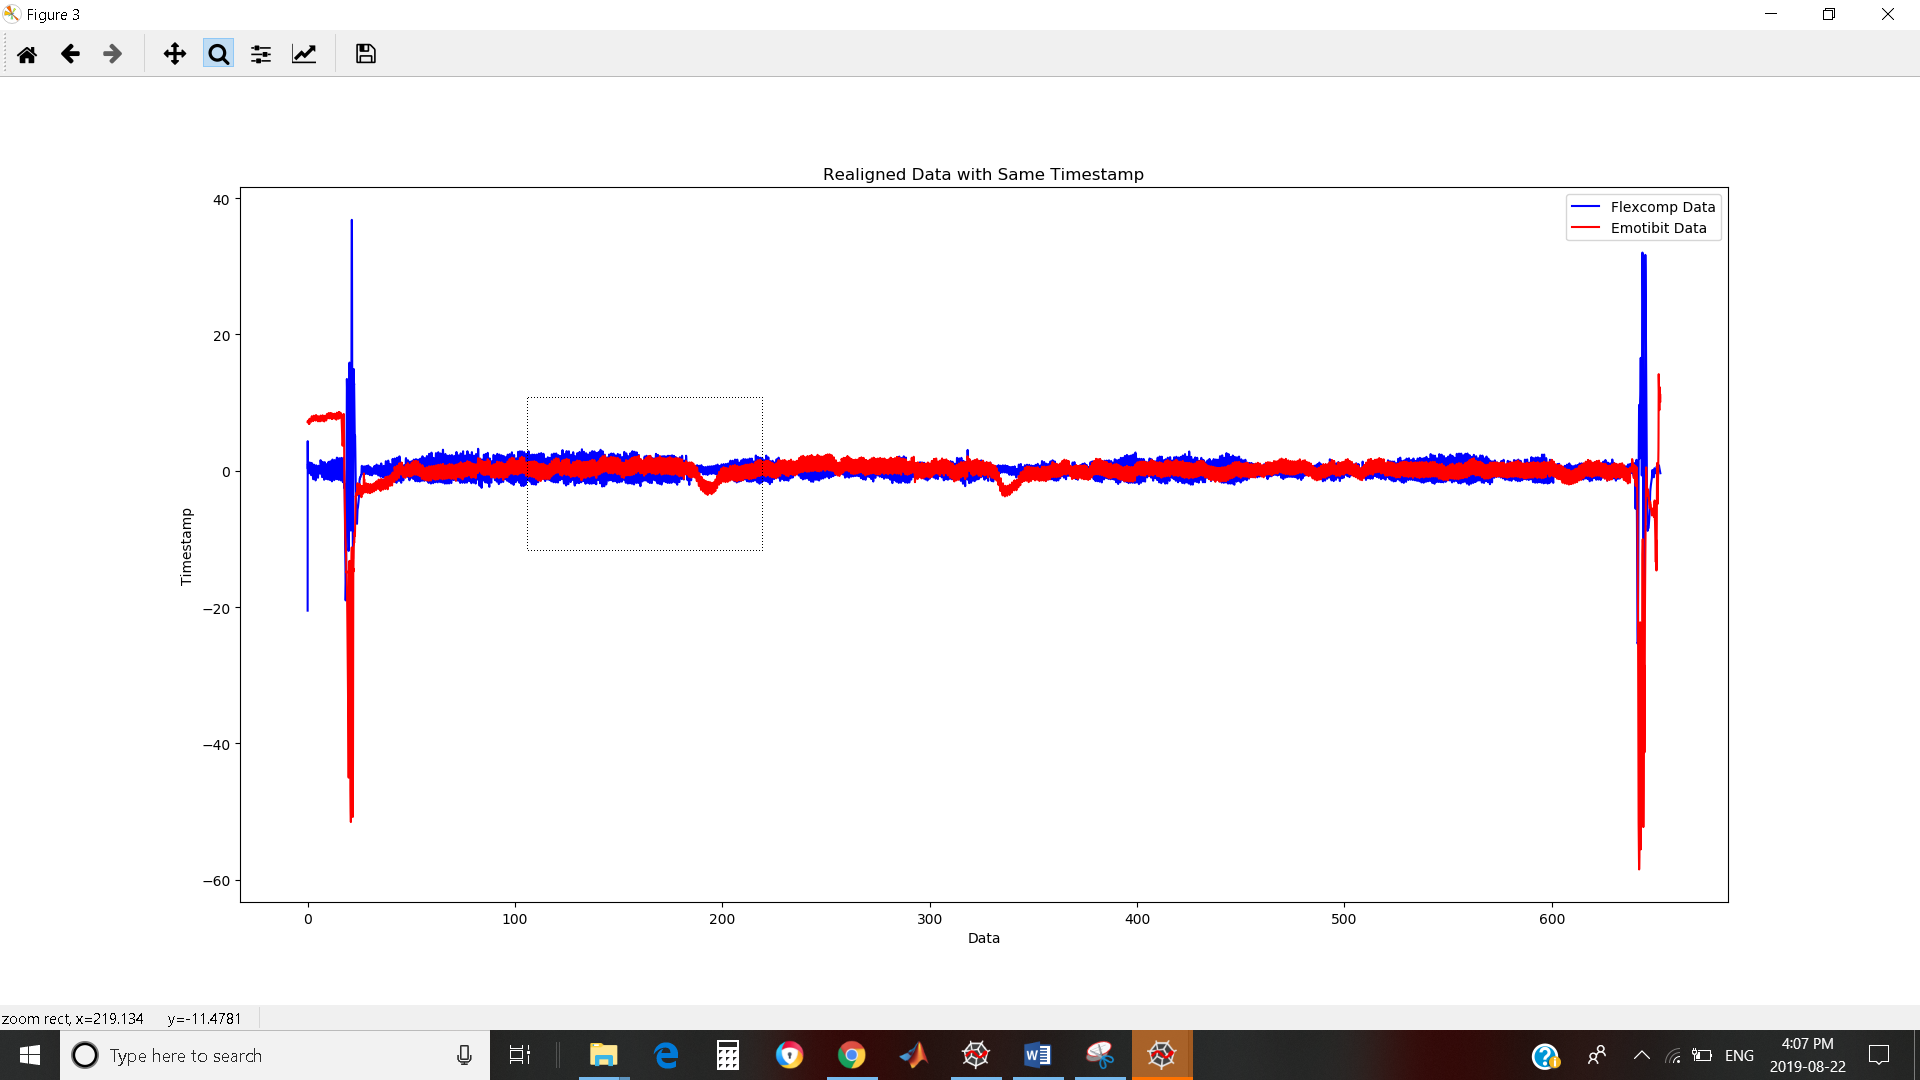 Figure 3
Realigned Data with Same Timestamp
Flexcomp Data
Emotibit Data
40
20
0
−20
−40
−60
Timestamp
0 100 200 300 400 500 600
Data
zoom rect, x=219.134 y=-11.4781
Type here to search
ENG
4:07 PM
2019-08-22